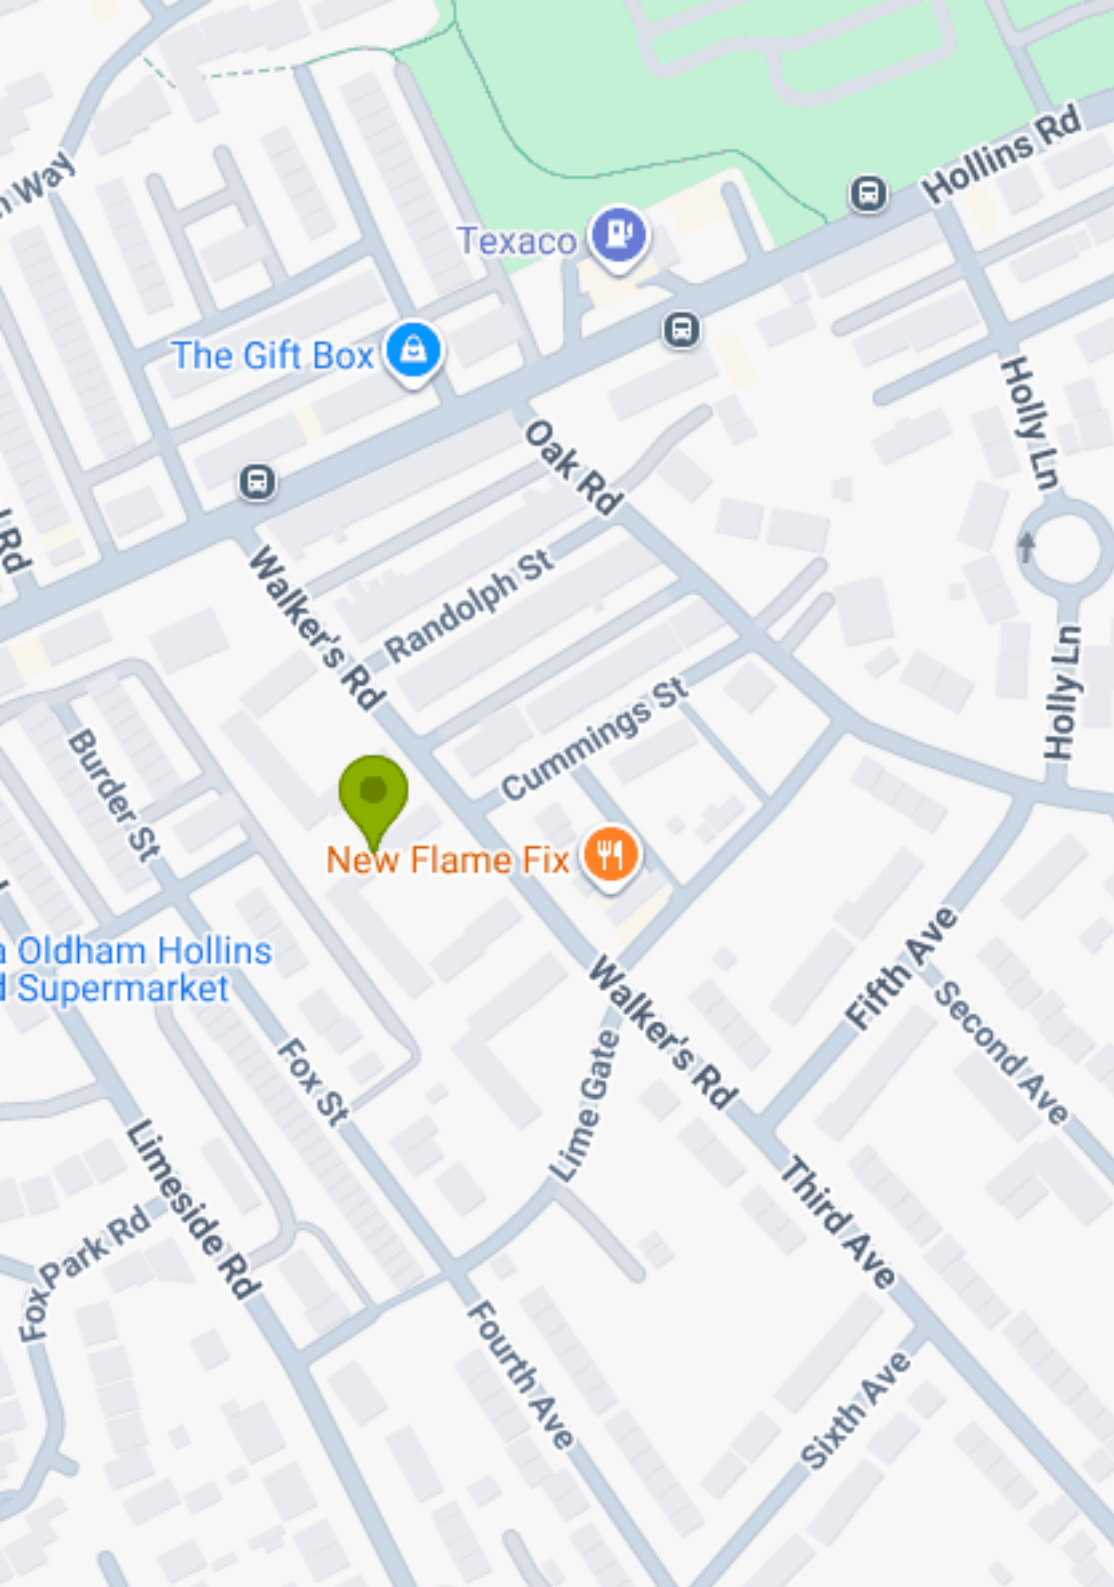 n Way
Hollins Rd
Texaco
The Gift Box
Oak Rd
Holly Ln
Rd
Walker's Rd
Randolph St
Cummings St
Holly Ln
Burder St
New Flame Fix
a Oldham Hollins
d Supermarket
Fifth Ave
Second Ave
Walker's Rd
Fox St
Lime Gate
Limeside Rd
Third Ave
Fox Park Rd
Fourth Ave
Sixth Ave